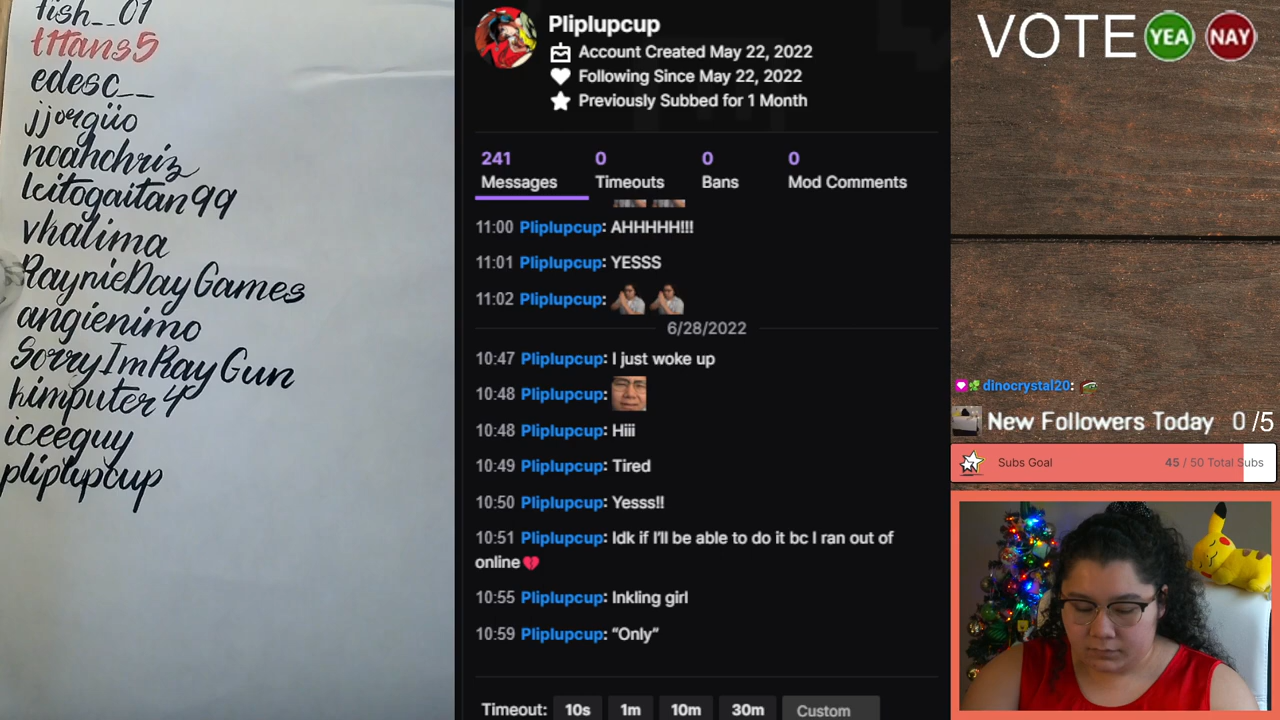 fish__01
t1tans5
edesc__
jjorgüo
noahchriz
leitogaitan99
vhalima
RaynieDayGames
angienimo
SorryImRayGun
kimputer4
iceeguy
pliplupcup
Pliplupcup
Account Created May 22, 2022
Following Since May 22, 2022
Previously Subbed for 1 Month
241
Messages
0
Timeouts
0
Bans
0
Mod Comments
11:00 Pliplupcup: AHHHHH!!!
11:01 Pliplupcup: YESSS
11:02 Pliplupcup:
6/28/2022
10:47 Pliplupcup: I just woke up
10:48 Pliplupcup:
10:48 Pliplupcup: Hiii
10:49 Pliplupcup: Tired
10:50 Pliplupcup: Yesss!!
10:51 Pliplupcup: Idk if I'll be able to do it bc I ran out of
online💔
10:55 Pliplupcup: Inkling girl
10:59 Pliplupcup: “Only”
Timeout: 10s 1m 10m 30m Custom
VOTE YEA NAY
dinocrystal20:
New Followers Today 0 /5
Subs Goal 45 / 50 Total Subs